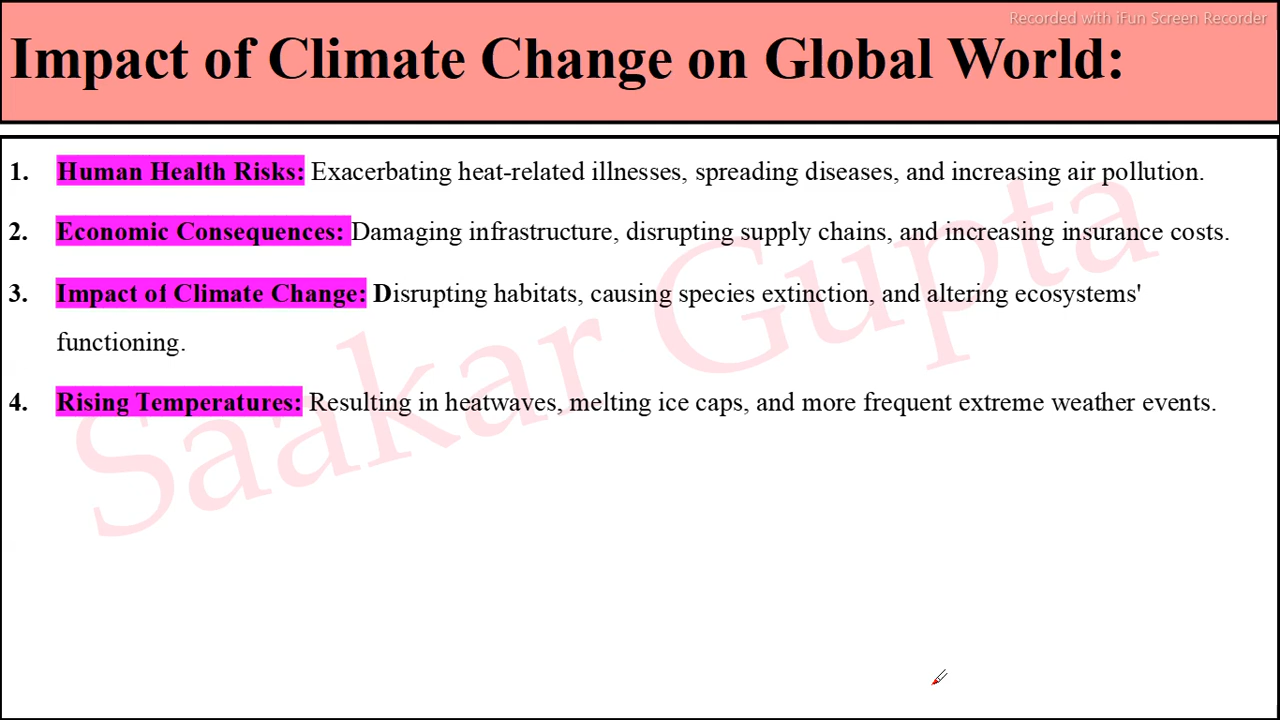 Recorded with iFun Screen Recorder
Impact of Climate Change on Global World:
1. Human Health Risks: Exacerbating heat-related illnesses, spreading diseases, and increasing air pollution.
2. Economic Consequences: Damaging infrastructure, disrupting supply chains, and increasing insurance costs.
3. Impact of Climate Change: Disrupting habitats, causing species extinction, and altering ecosystems'
functioning.
4. Rising Temperatures: Resulting in heatwaves, melting ice caps, and more frequent extreme weather events.
Saakar Gupta